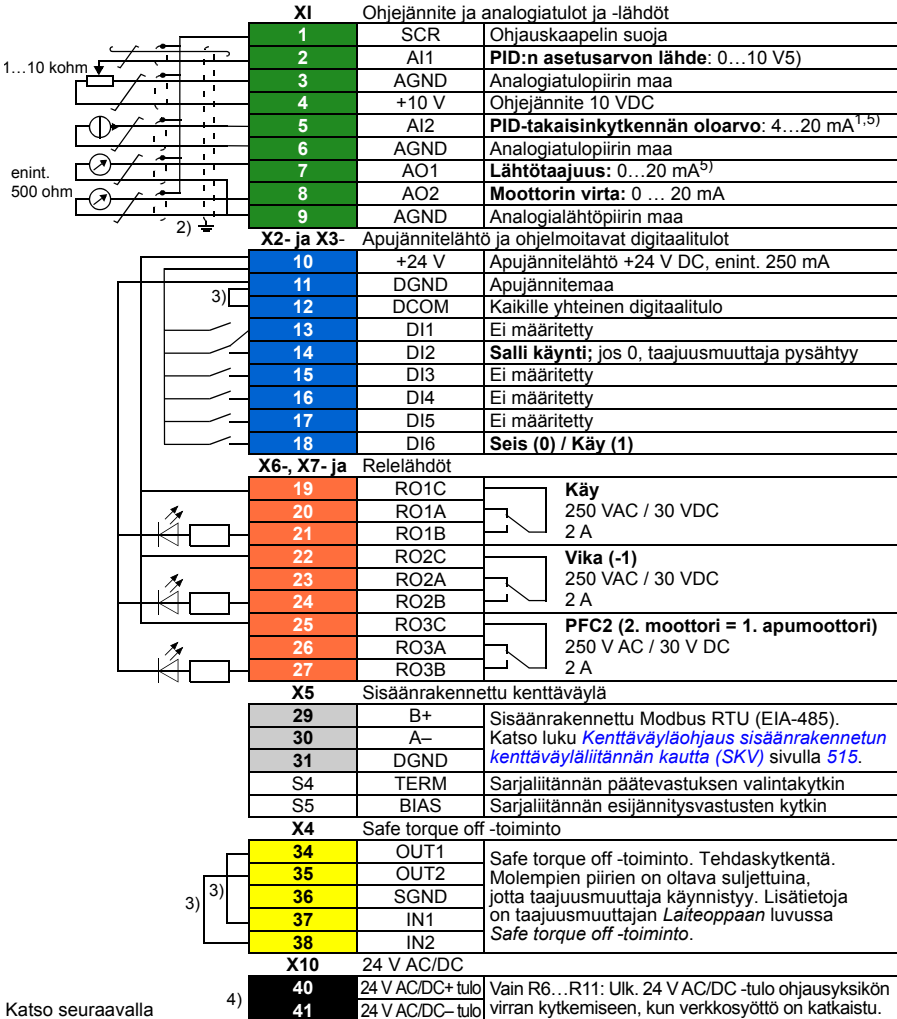 XI Ohjejännite ja analogiatulot ja -lähdöt
1 SCR Ohjauskaapelin suoja
2 AI1 PID:n asetusarvon lähde: 0…10 V5)
1…10 kohm
3 AGND Analogiatulopiirin maa
4 +10 V Ohjejännite 10 VDC
5 AI2 PID-takaisinkytkennän oloarvo: 4…20 mA1,5)
6 AGND Analogiatulopiirin maa
7 AO1 Lähtötaajuus: 0…20 mA5)
enint.
500 ohm
8 AO2 Moottorin virta: 0 … 20 mA
9 AGND Analogialähtöpiirin maa
2)
X2- ja X3- Apujännitelähtö ja ohjelmoitavat digitaalitulot
10 +24 V Apujännitelähtö +24 V DC, enint. 250 mA
11 DGND Apujännitemaa
3)
12 DCOM Kaikille yhteinen digitaalitulo
13 DI1 Ei määritetty
14 DI2 Salli käynti; jos 0, taajuusmuuttaja pysähtyy
15 DI3 Ei määritetty
16 DI4 Ei määritetty
17 DI5 Ei määritetty
18 DI6 Seis (0) / Käy (1)
X6-, X7- ja Relelähdöt
19 RO1C Käy
20 RO1A 250 VAC / 30 VDC
21 RO1B 2 A
22 RO2C Vika (-1)
23 RO2A 250 VAC / 30 VDC
24 RO2B 2 A
25 RO3C PFC2 (2. moottori = 1. apumoottori)
26 RO3A 250 V AC / 30 V DC
27 RO3B 2 A
X5 Sisäänrakennettu kenttäväylä
29 B+ Sisäänrakennettu Modbus RTU (EIA-485).
30 A– Katso luku Kenttäväyläohjaus sisäänrakennetun
31 DGND kenttäväyläliitännän kautta (SKV) sivulla 515.
S4 TERM Sarjaliitännän päätevastuksen valintakytkin
S5 BIAS Sarjaliitännän esijännitysvastusten kytkin
X4 Safe torque off -toiminto
34 OUT1 Safe torque off -toiminto. Tehdaskytkentä.
35 OUT2 Molempien piirien on oltava suljettuina,
3) 3) 36 SGND jotta taajuusmuuttaja käynnistyy. Lisätietoja
37 IN1 on taajuusmuuttajan Laiteoppaan luvussa
38 IN2 Safe torque off -toiminto.
X10 24 V AC/DC
40 24 V AC/DC+ tulo Vain R6…R11: Ulk. 24 V AC/DC -tulo ohjausyksikön
4)
41 24 V AC/DC– tulo virran kytkemiseen, kun verkkosyöttö on katkaistu.
Katso seuraavalla